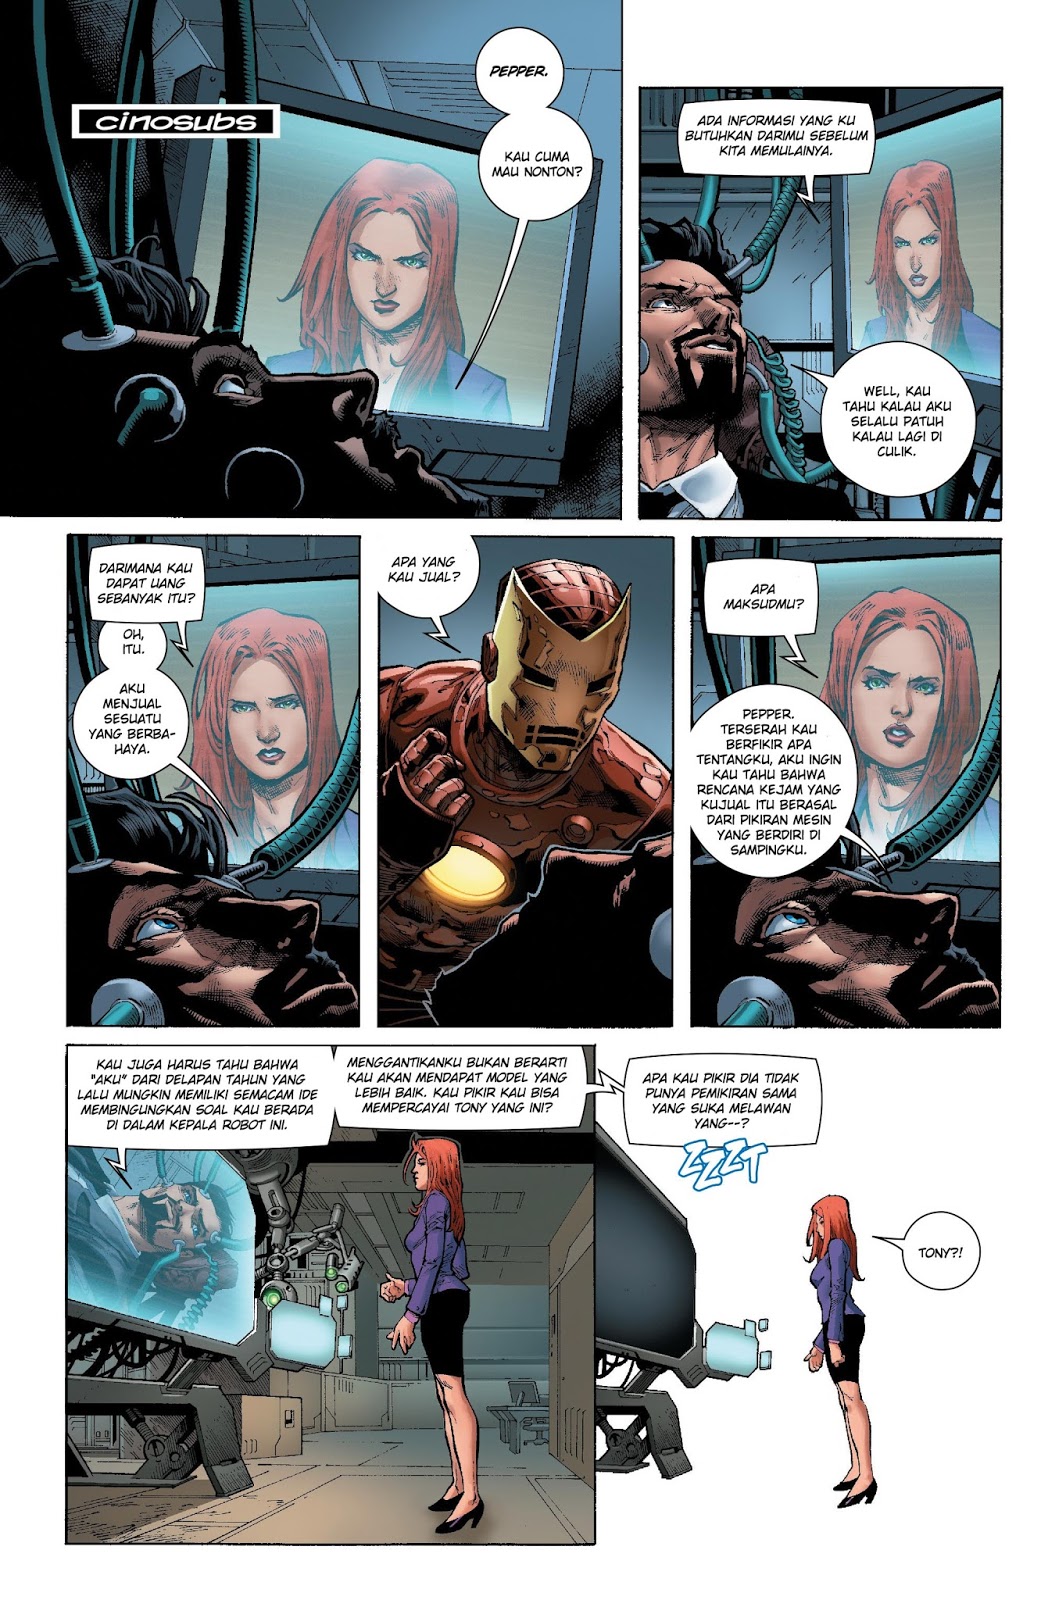 PEPPER.
cinosubs
KAU CUMA
MAU NONTON?
ADA INFORMASI YANG KU
BUTUHKAN DARIMU SEBELUM
KITA MEMULAINYA.
WELL, KAU
TAHU KALAU AKU
SELALU PATUH
KALAU LAGI DI
CULIK.
DARIMANA KAU
DAPAT UANG
SEBANYAK ITU?
OH,
ITU.
AKU
MENJUAL
SESUATU
YANG BERBA-
HAYA.
APA YANG
KAU JUAL?
APA
MAKSUDMU?
PEPPER.
TERSERAH KAU
BERFIKIR APA
TENTANGKU, AKU INGIN
KAU TAHU BAHWA
RENCANA KEJAM YANG
KUJUAL ITU BERASAL
DARI PIKIRAN MESIN
YANG BERDIRI DI
SAMPINGKU.
KAU JUGA HARUS TAHU BAHWA
"AKU" DARI DELAPAN TAHUN YANG
LALU MUNGKIN MEMILIKI SEMACAM IDE
MEMBINGUNGKAN SOAL KAU BERADA
DI DALAM KEPALA ROBOT INI.
MENGGANTIKANKU BUKAN BERARTI
KAU AKAN MENDAPAT MODEL YANG
LEBIH BAIK. KAU PIKIR KAU BISA
MEMPERCAYAI TONY YANG INI?
APA KAU PIKIR DIA TIDAK
PUNYA PEMIKIRAN SAMA
YANG SUKA MELAWAN
YANG--?
ZZZT
TONY?!